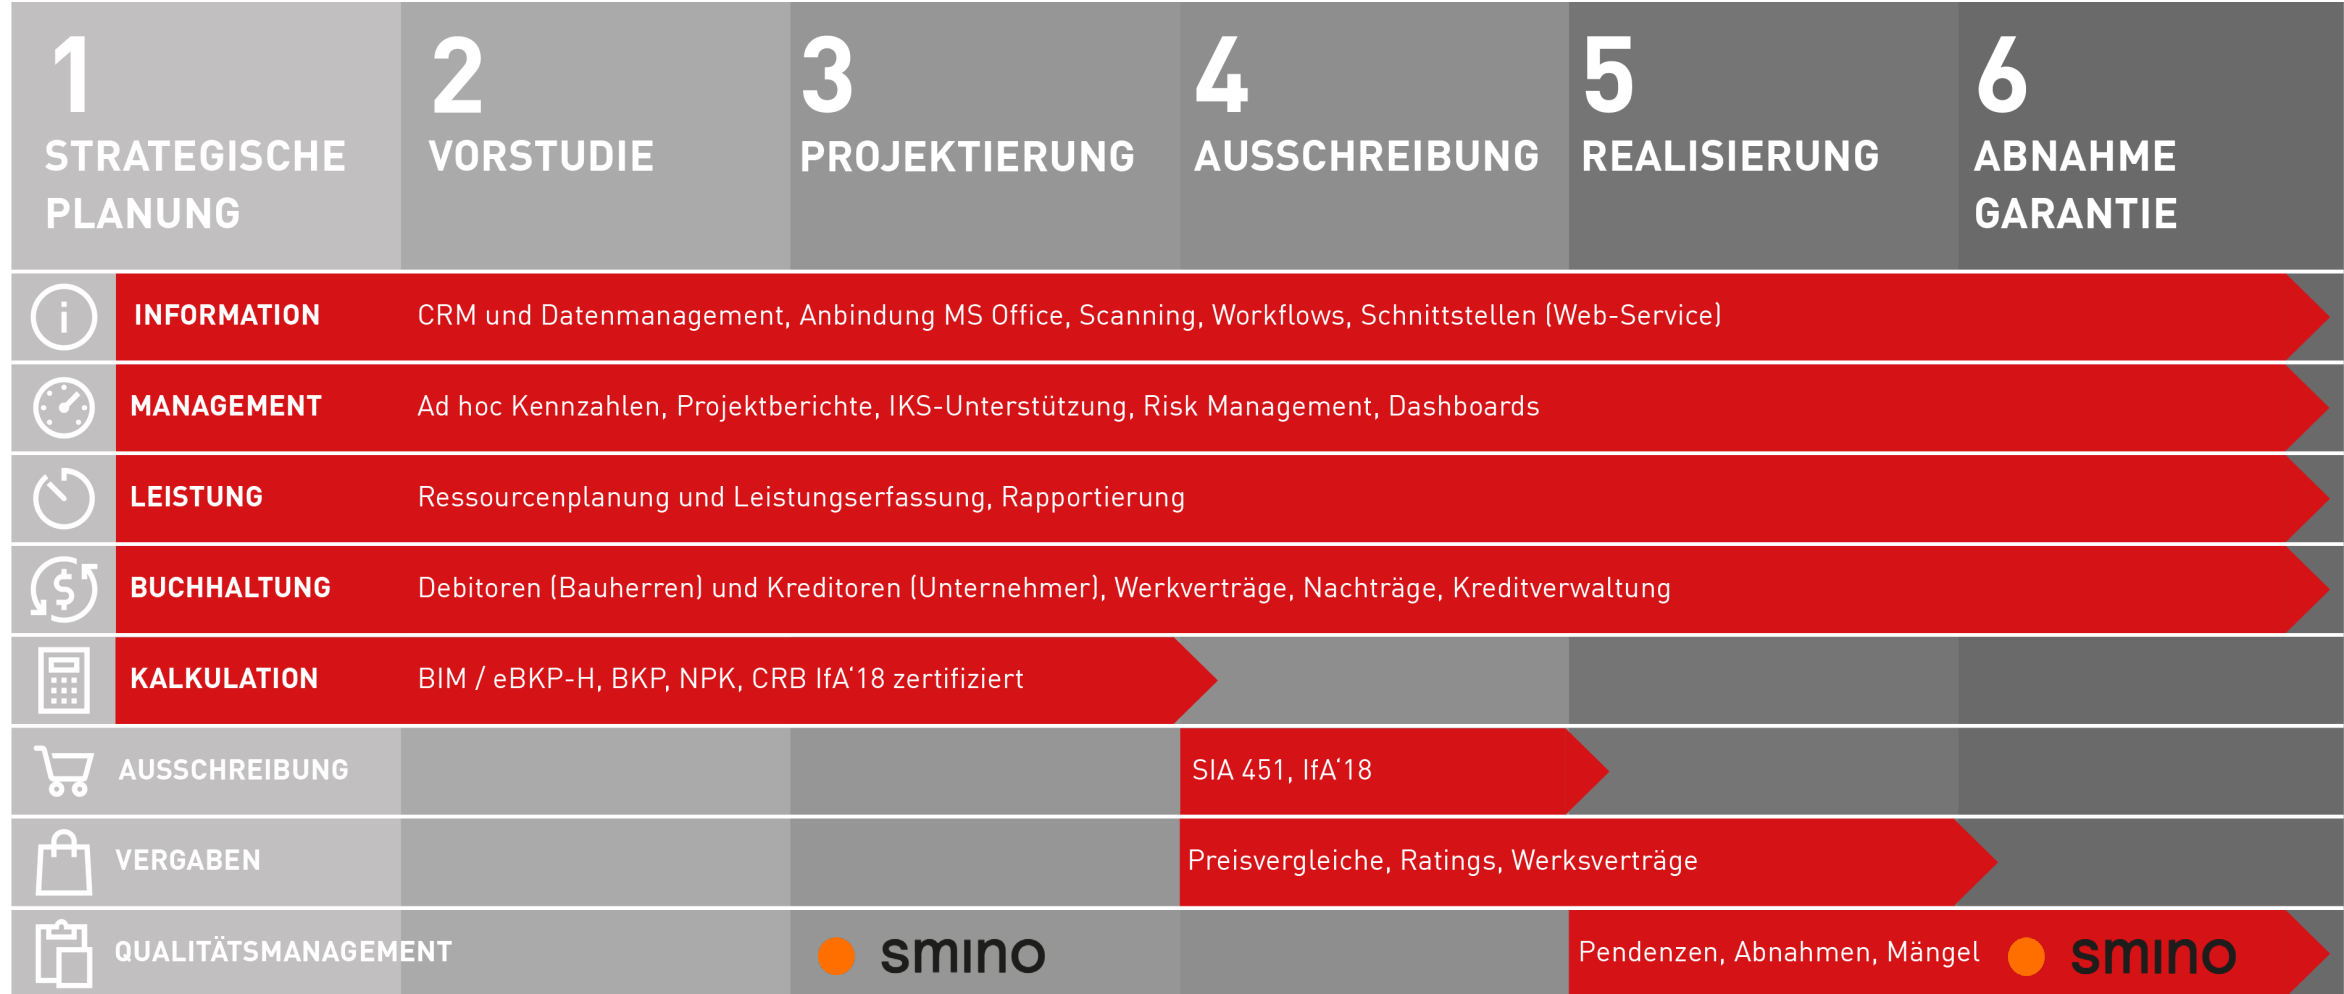 1
STRATEGISCHE
PLANUNG
2
VORSTUDIE
3
PROJEKTIERUNG
4
AUSSCHREIBUNG
5
REALISIERUNG
6
ABNAHME
GARANTIE
INFORMATION CRM und Datenmanagement, Anbindung MS Office, Scanning, Workflows, Schnittstellen (Web-Service)
MANAGEMENT Ad hoc Kennzahlen, Projektberichte, IKS-Unterstützung, Risk Management, Dashboards
LEISTUNG Ressourcenplanung und Leistungserfassung, Rapportierung
BUCHHALTUNG Debitoren (Bauherren) und Kreditoren (Unternehmer), Werkverträge, Nachträge, Kreditverwaltung
KALKULATION BIM / eBKP-H, BKP, NPK, CRB IfA‘18 zertifiziert
AUSSCHREIBUNG SIA 451, IfA‘18
VERGABEN Preisvergleiche, Ratings, Werksverträge
QUALITÄTSMANAGEMENT smino Pendenzen, Abnahmen, Mängel smino